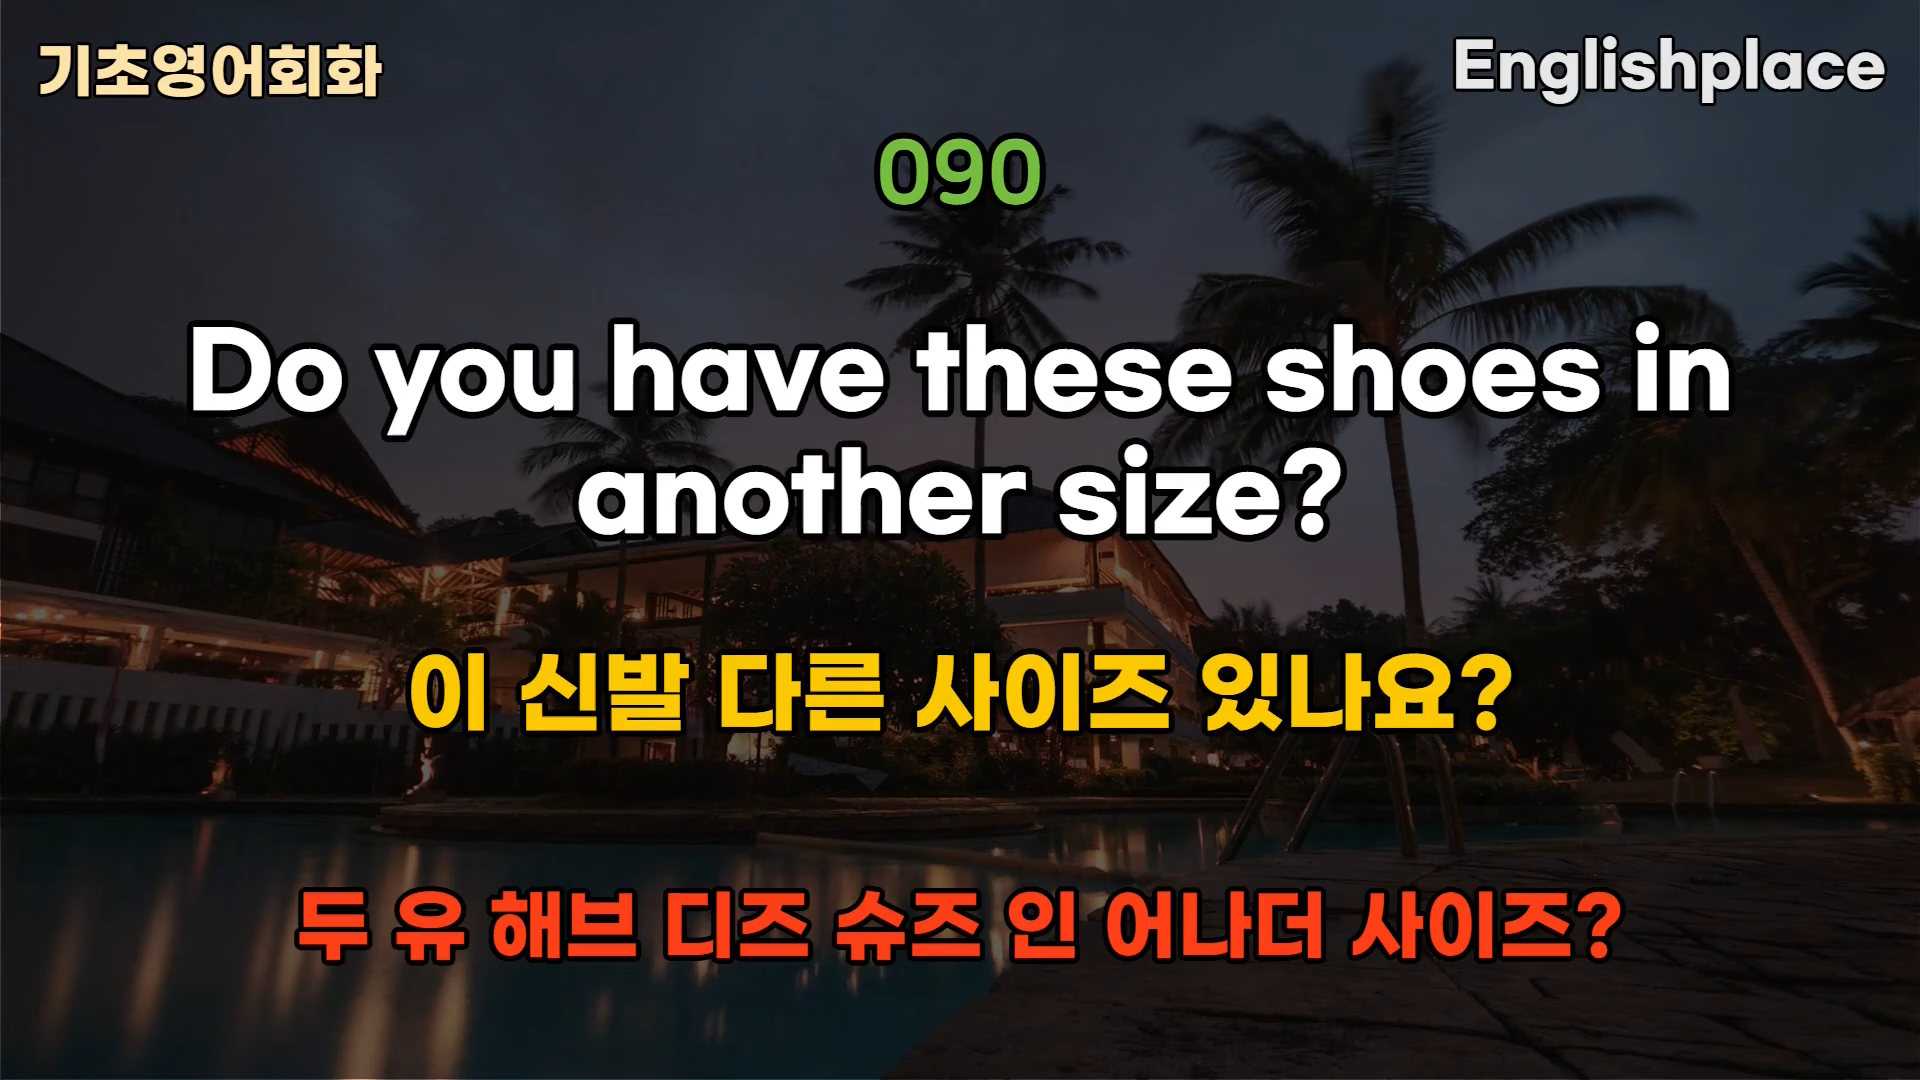 기초영어회화
Englishplace
090
Do you have these shoes in
another size?
이 신발 다른 사이즈 있나요?
두 유 해브 디즈 슈즈 인 어나더 사이즈?